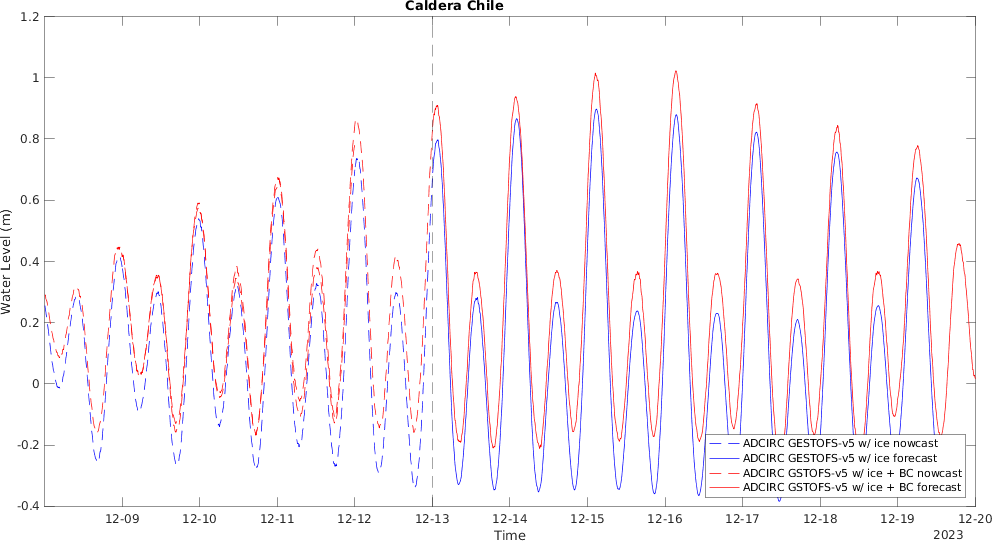 Caldera Chile
1.2
1
0.8
0.6
0.4
0.2
0
-0.2
-0.4
Water Level (m)
ADCIRC GESTOFS-v5 w/ ice nowcast
ADCIRC GESTOFS-v5 w/ ice forecast
ADCIRC GSTOFS-v5 w/ ice + BC nowcast
ADCIRC GSTOFS-v5 w/ ice + BC forecast
12-09 12-10 12-11 12-12 12-13 12-14 12-15 12-16 12-17 12-18 12-19 12-20
Time
2023